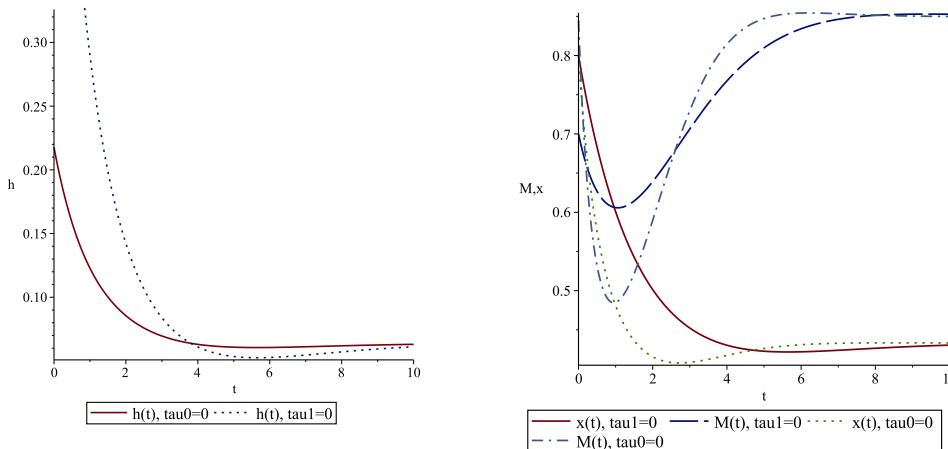 0.30
0.25
0.20
h
0.15
0.10
0 2 4 6 8 10
t
h(t), tau0=0 h(t), tau1=0
0.8
0.7
M,x
0.6
0.5
0 2 4 6 8 1
t
x(t), tau1=0 M(t), tau1=0 x(t), tau0=0
M(t), tau0=0